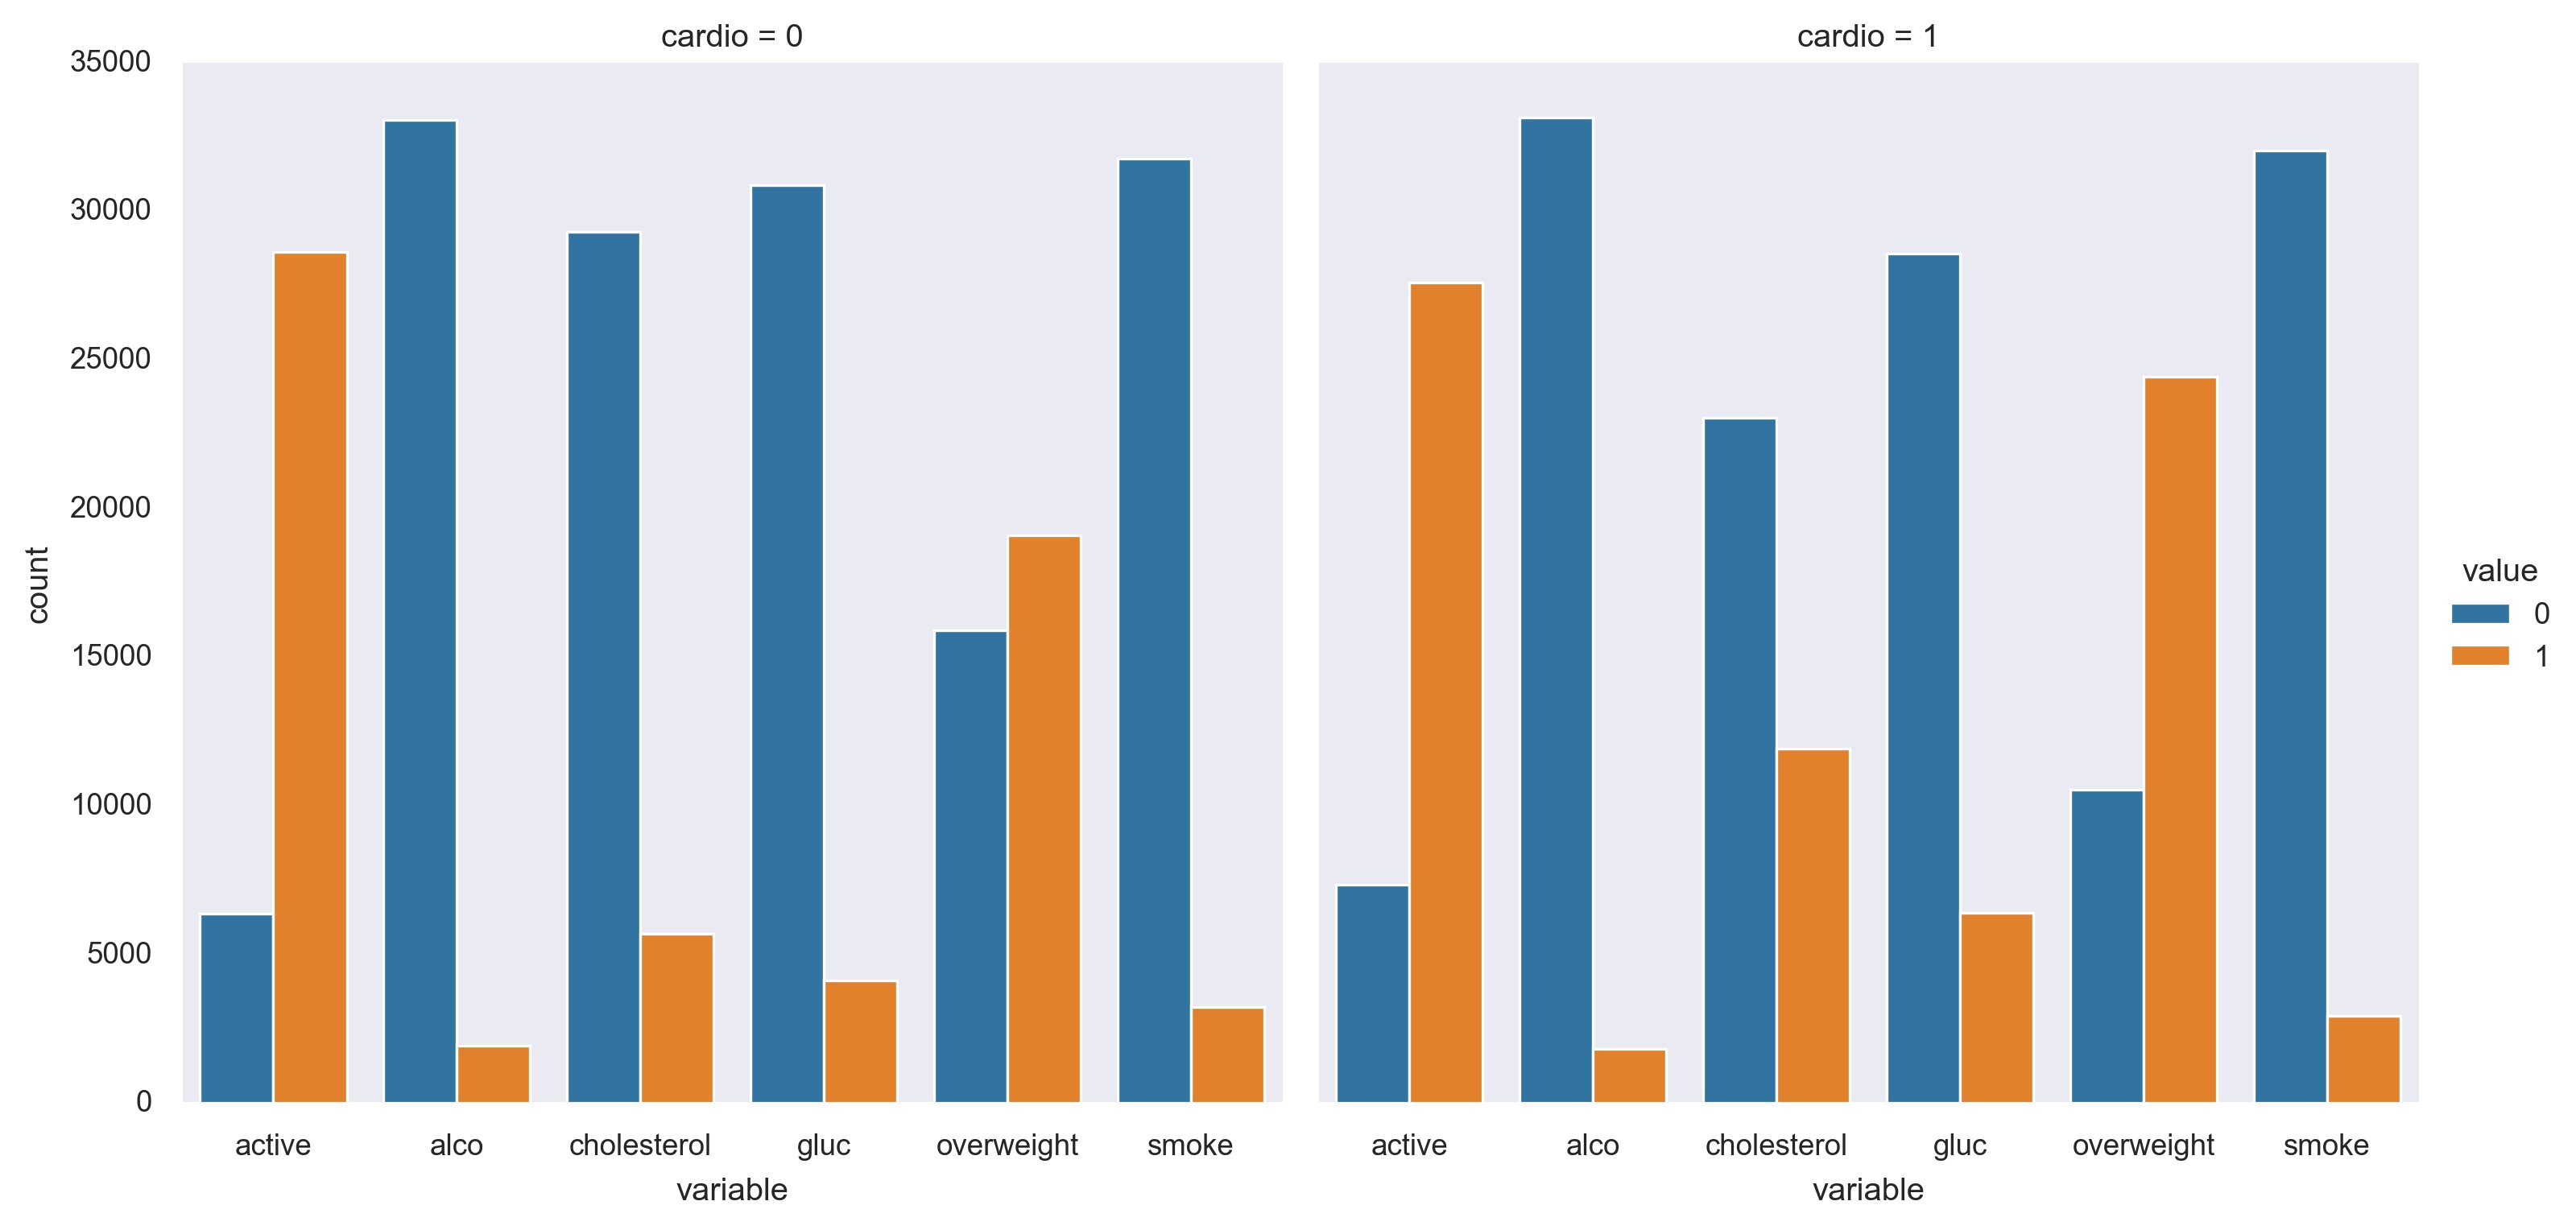 cardio = 0
cardio = 1
35000
30000
25000
20000
15000
10000
5000
0
count
active alco cholesterol gluc overweight smoke
variable
active alco cholesterol gluc overweight smoke
variable
value
0
1